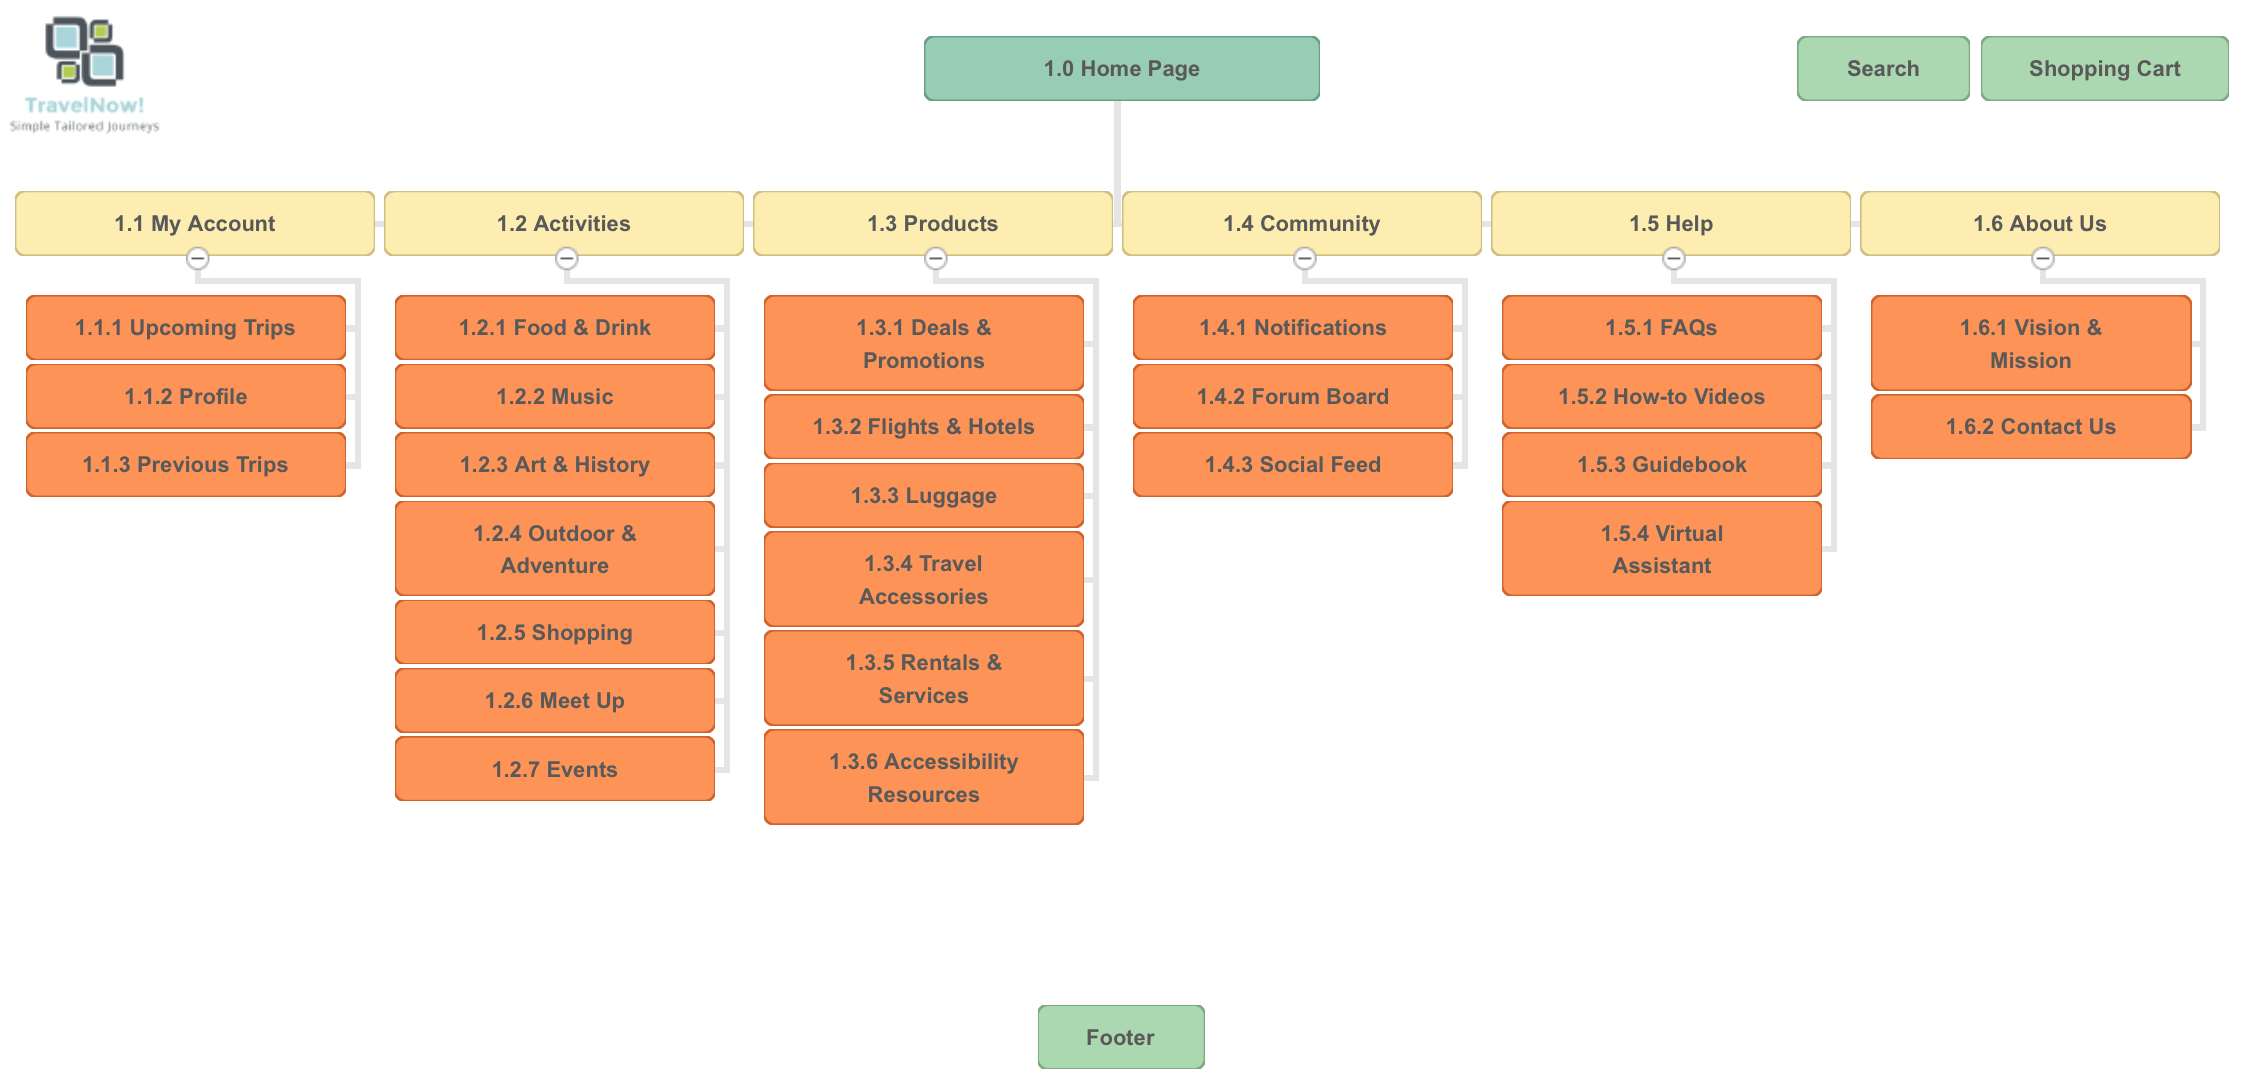 TravelNow!
Simple Tailored Journeys
1.0 Home Page
Search
Shopping Cart
1.1 My Account
1.2 Activities
1.3 Products
1.4 Community
1.5 Help
1.6 About Us
1.1.1 Upcoming Trips
1.1.2 Profile
1.1.3 Previous Trips
1.2.1 Food & Drink
1.2.2 Music
1.2.3 Art & History
1.2.4 Outdoor &
Adventure
1.2.5 Shopping
1.2.6 Meet Up
1.2.7 Events
1.3.1 Deals &
Promotions
1.3.2 Flights & Hotels
1.3.3 Luggage
1.3.4 Travel
Accessories
1.3.5 Rentals &
Services
1.3.6 Accessibility
Resources
1.4.1 Notifications
1.4.2 Forum Board
1.4.3 Social Feed
1.5.1 FAQs
1.5.2 How-to Videos
1.5.3 Guidebook
1.5.4 Virtual
Assistant
1.6.1 Vision &
Mission
1.6.2 Contact Us
Footer